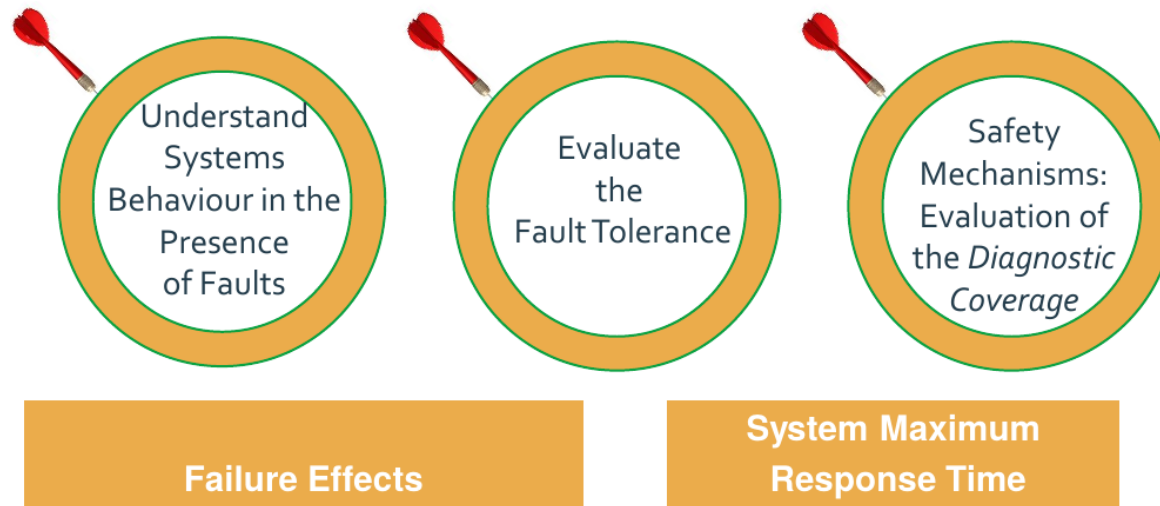 Understand
Systems
Behaviour in the
Presence
of Faults
Evaluate
the
Fault Tolerance
Safety
Mechanisms:
Evaluation of
the Diagnostic
Coverage
Failure Effects
System Maximum
Response Time